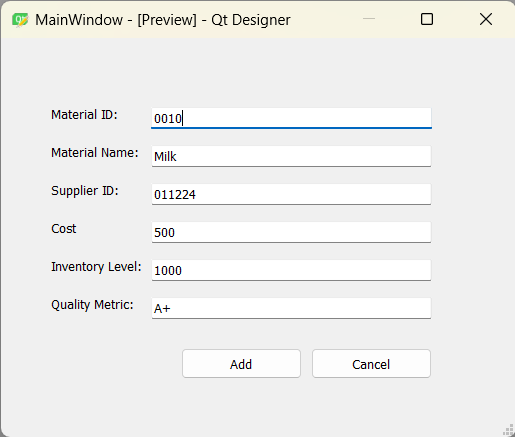 MainWindow - [Preview] - Qt Designer
Material ID: 0010
Material Name: Milk
Supplier ID: 011224
Cost 500
Inventory Level: 1000
Quality Metric: A+
Add Cancel